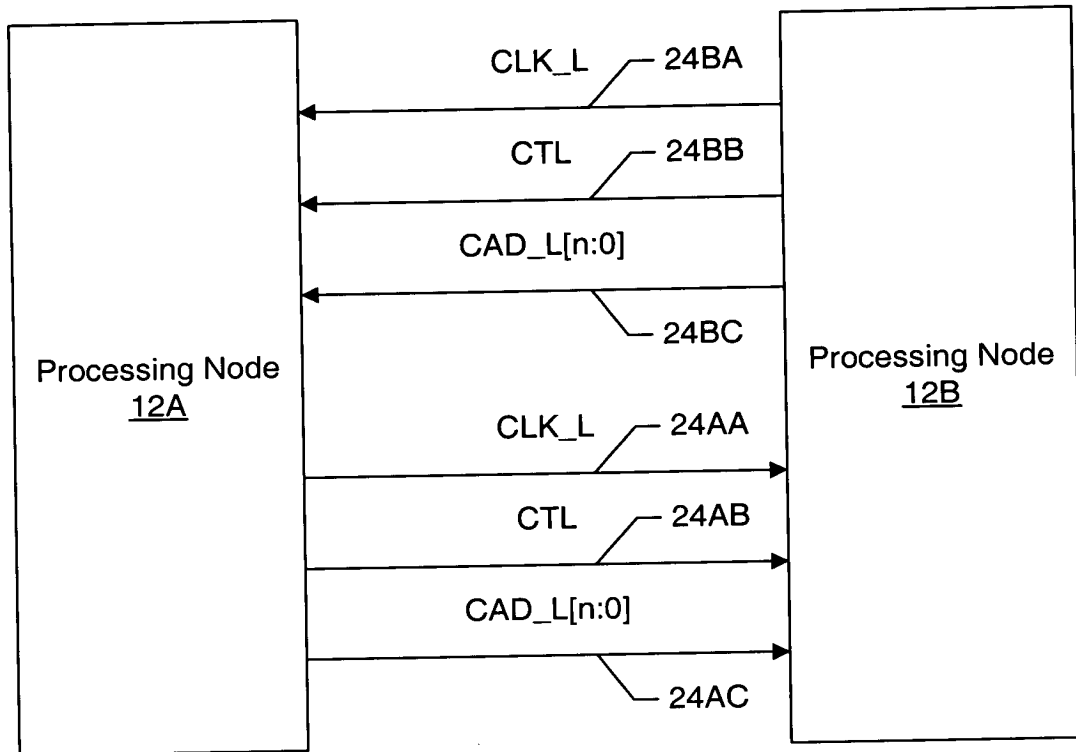 CLK_L
24BA
CTL
24BB
CAD_L[n:0]
24BC
Processing Node
12A
Processing Node
12B
CLK_L
24AA
CTL
24AB
CAD_L[n:0]
24AC